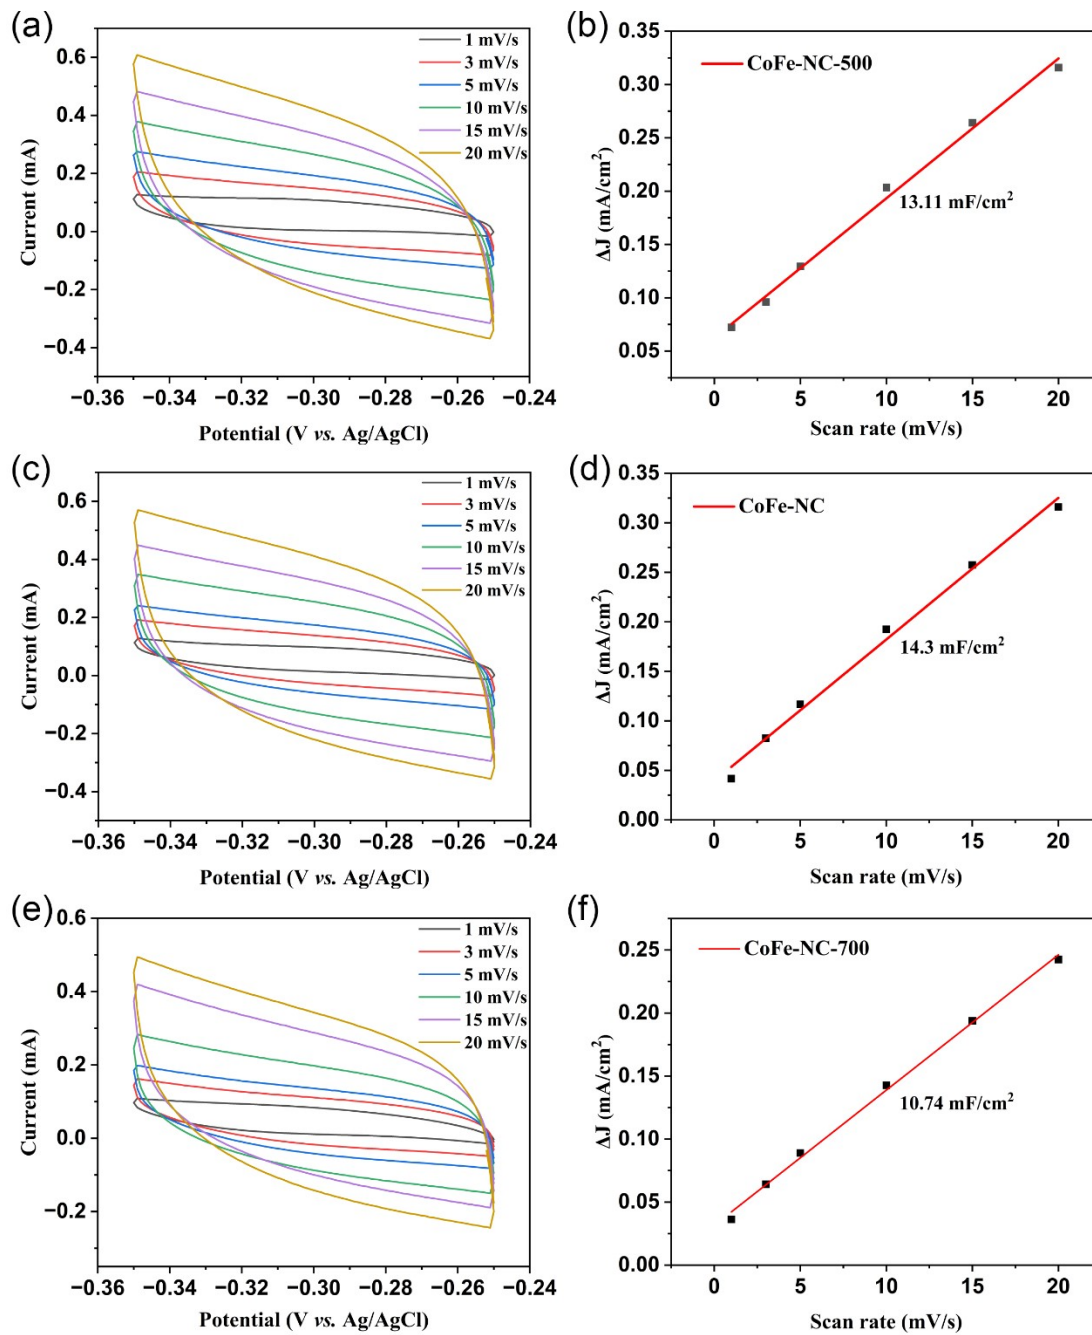 (a)
0.6
0.4
0.2
0.0
−0.2
−0.4
Current (mA)
1 mV/s
3 mV/s
5 mV/s
10 mV/s
15 mV/s
20 mV/s
−0.36
−0.34
−0.32
−0.30
−0.28
−0.26
−0.24
Potential (V vs. Ag/AgCl)
(b)
0.35
0.30
0.25
0.20
0.15
0.10
0.05
ΔJ (mA/cm²)
CoFe-NC-500
13.11 mF/cm²
0
5
10
15
20
Scan rate (mV/s)
(c)
0.6
0.4
0.2
0.0
−0.2
−0.4
Current (mA)
1 mV/s
3 mV/s
5 mV/s
10 mV/s
15 mV/s
20 mV/s
−0.36
−0.34
−0.32
−0.30
−0.28
−0.26
−0.24
Potential (V vs. Ag/AgCl)
(d)
0.35
0.30
0.25
0.20
0.15
0.10
0.05
0.00
ΔJ (mA/cm²)
CoFe-NC
14.3 mF/cm²
0
5
10
15
20
Scan rate (mV/s)
(e)
0.6
0.4
0.2
0.0
−0.2
Current (mA)
1 mV/s
3 mV/s
5 mV/s
10 mV/s
15 mV/s
20 mV/s
−0.36
−0.34
−0.32
−0.30
−0.28
−0.26
−0.24
Potential (V vs. Ag/AgCl)
(f)
0.25
0.20
0.15
0.10
0.05
0.00
ΔJ (mA/cm²)
CoFe-NC-700
10.74 mF/cm²
0
5
10
15
20
Scan rate (mV/s)